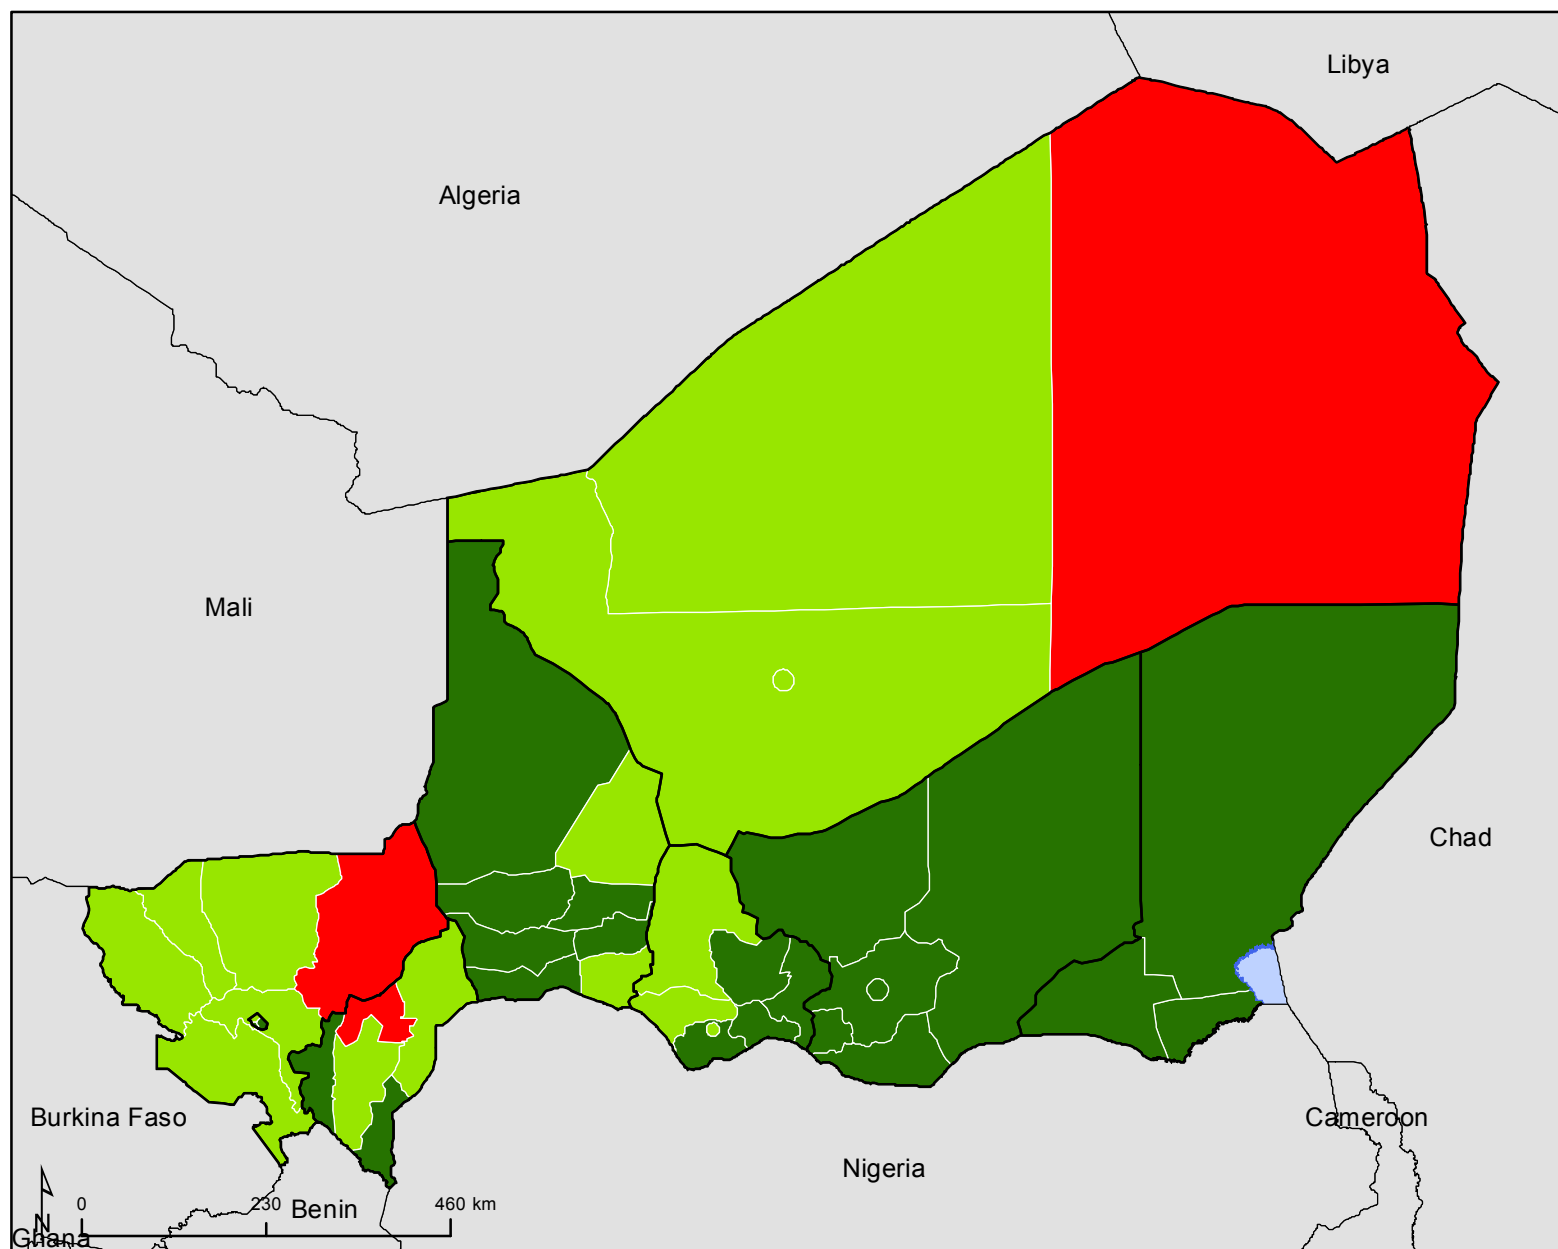 Libya
Algeria
Mali
Chad
Burkina Faso
Cameroon
Nigeria
Benin
0 230 460 km
N
Ghana